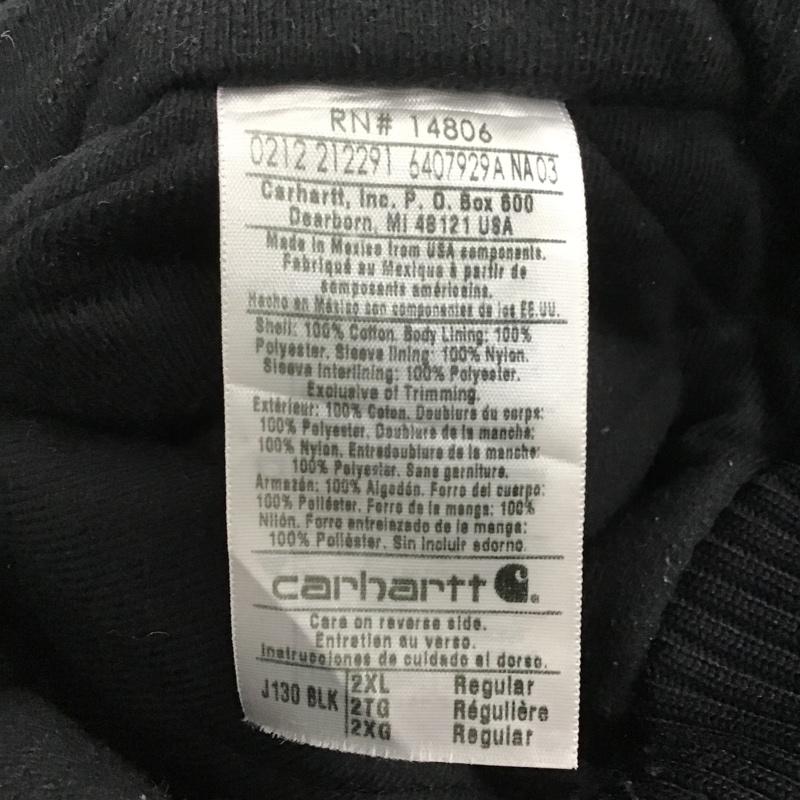 RN# 14806
0212 212291 6407929A NA03
Carhartt, Inc. P. O. Box 600
Dearborn, MI 48121 USA
Made in Mexico from USA components.
Fabriqué au Mexique à partir de
composants américains.
Hecho en México con componentes de los EE.UU.
Shell: 100% Cotton. Body Lining: 100%
Polyester. Sleeve lining: 100% Nylon.
Sleeve Interlining: 100% Polyester.
Exclusive of Trimming.
Extérieur: 100% Coton. Doublure du corps:
100% Polyester. Doublure de la manche:
100% Nylon. Entredoublure de la manche:
100% Polyester. Sans garniture.
Armazón: 100% Algodón. Forro del cuerpo:
100% Poliéster. Forro de la manga: 100%
Nilón. Forro entrelazado de la manga:
100% Poliéster. Sin incluir adorno.
carhartt
Care on reverse side.
Entretien au verso.
Instrucciones de cuidado al dorso.
J130 BLK 2XL Regular
2TG Régulière
2XG Regular